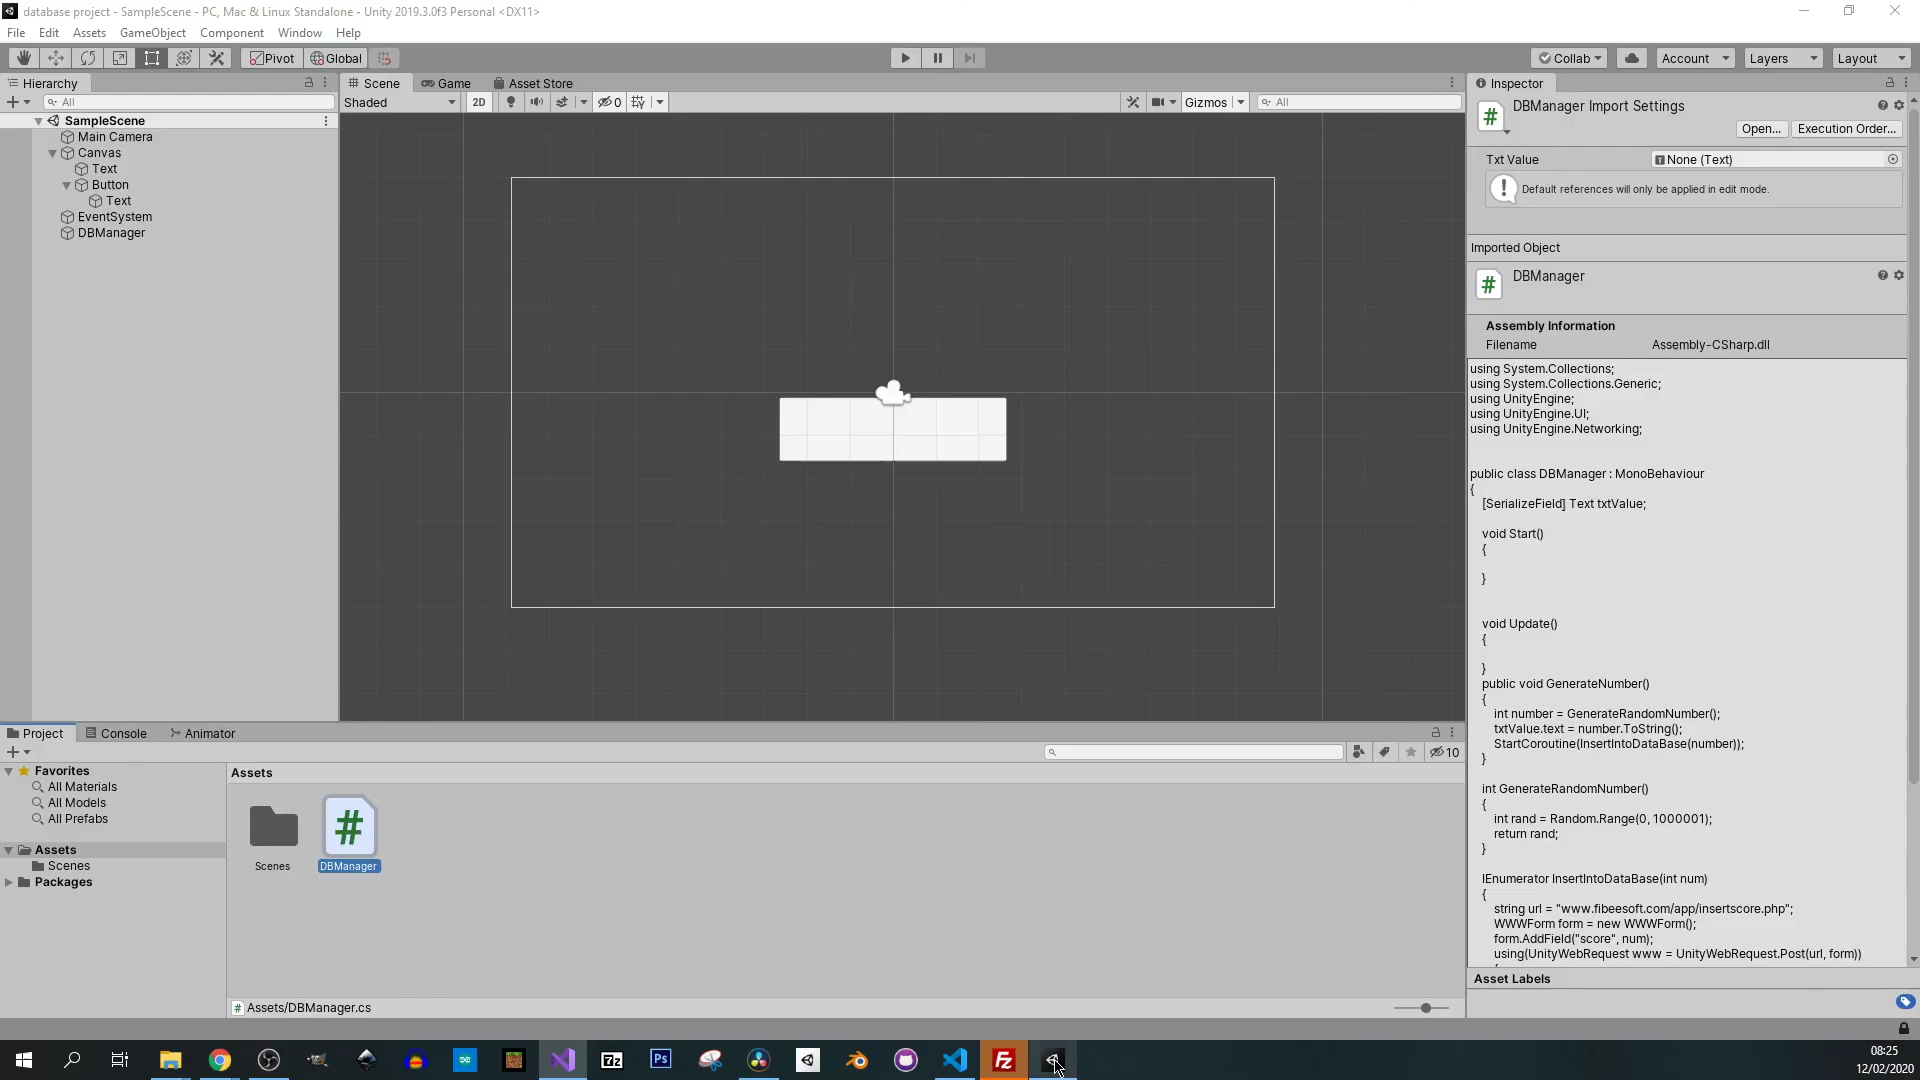 database project - SampleScene - PC, Mac & Linux Standalone - Unity 2019.3.0f3 Personal <DX11>
File Edit Assets GameObject Component Window Help
Pivot Global Collab Account Layers Layout
Hierarchy
All
SampleScene
Main Camera
Canvas
Text
Button
Text
EventSystem
DBManager
Scene Game Asset Store
Shaded 2D 0 Gizmos All
Inspector
DBManager Import Settings
Open... Execution Order...
Txt Value None (Text)
Default references will only be applied in edit mode.
Imported Object
DBManager
Assembly Information
Filename Assembly-CSharp.dll
using System.Collections;
using System.Collections.Generic;
using UnityEngine;
using UnityEngine.UI;
using UnityEngine.Networking;
public class DBManager : MonoBehaviour
{
[SerializeField] Text txtValue;
void Start()
{
}
void Update()
{
}
public void GenerateNumber()
{
int number = GenerateRandomNumber();
txtValue.text = number.ToString();
StartCoroutine(InsertIntoDataBase(number));
}
int GenerateRandomNumber()
{
int rand = Random.Range(0, 1000001);
return rand;
}
IEnumerator InsertIntoDataBase(int num)
{
string url = "www.fibeesoft.com/app/insertscore.php";
WWWForm form = new WWWForm();
form.AddField("score", num);
using(UnityWebRequest www = UnityWebRequest.Post(url, form))
Asset Labels
Project Console Animator
10
Favorites
All Materials
All Models
All Prefabs
Assets
Scenes
Packages
Assets
Scenes
DBManager
Assets/DBManager.cs
7z
Ps
Fz
08:25
12/02/2020